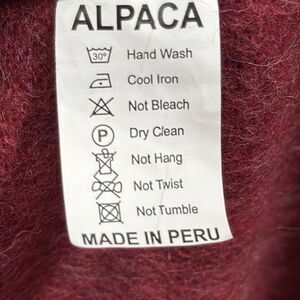 ALPACA
30° Hand Wash
Cool Iron
Not Bleach
P Dry Clean
Not Hang
Not Twist
Not Tumble
MADE IN PERU